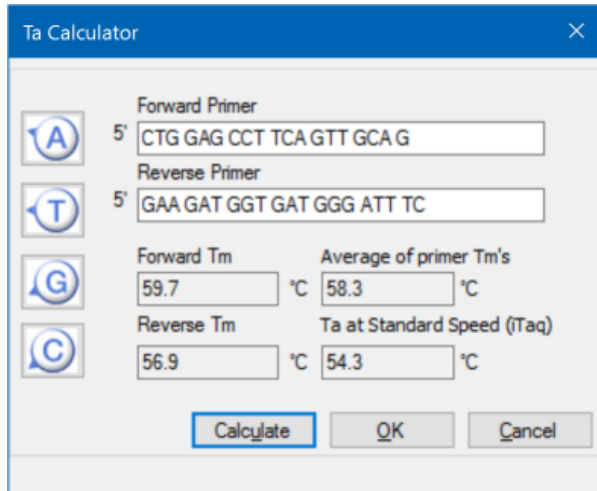 Ta Calculator
Forward Primer
A 5' CTG GAG CCT TCA GTT GCA G
Reverse Primer
T 5' GAA GAT GGT GAT GGG ATT TC
Forward Tm Average of primer Tm's
G 59.7 °C 58.3 °C
Reverse Tm Ta at Standard Speed (iTaq)
C 56.9 °C 54.3 °C
Calculate OK Cancel